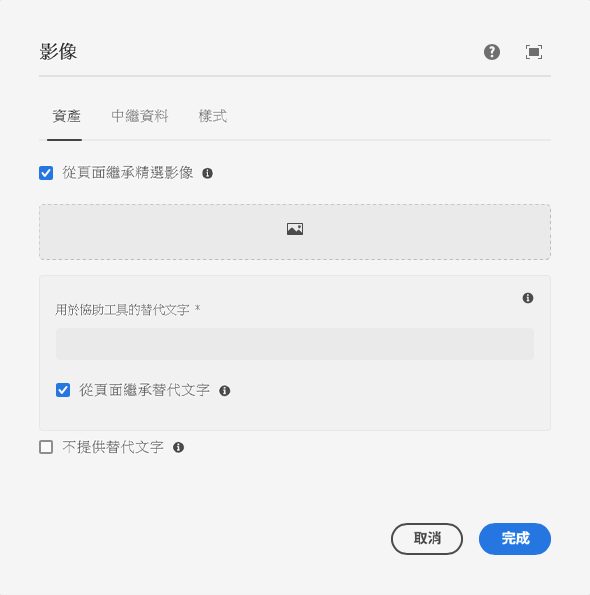 影像
資產 中繼資料 樣式
從頁面繼承精選影像
用於協助工具的替代文字 *
從頁面繼承替代文字
不提供替代文字
取消 完成